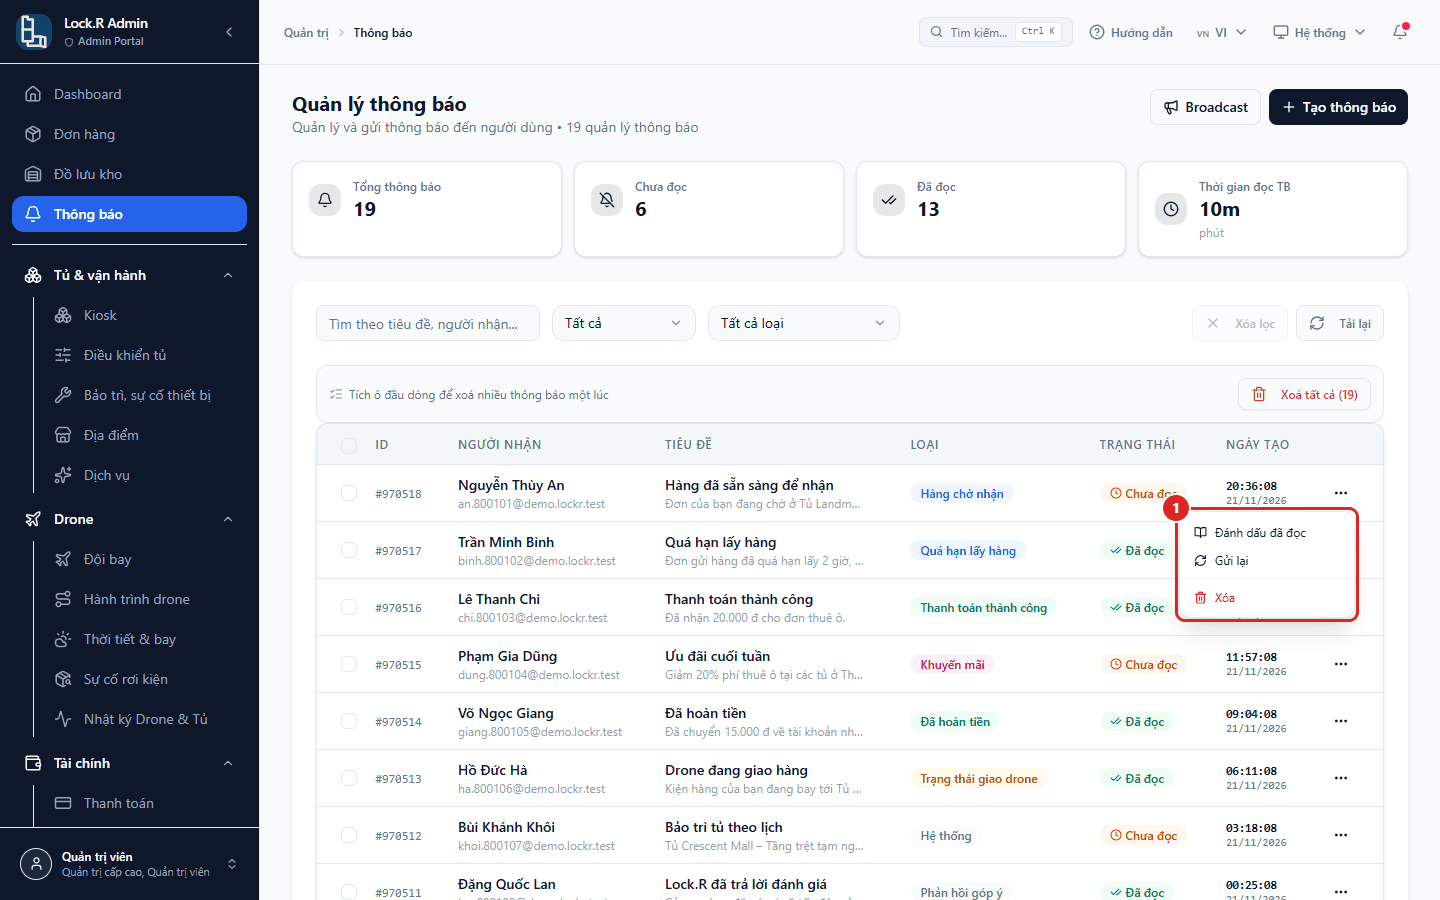 Lock.R Admin
Admin Portal
Dashboard
Đơn hàng
Đồ lưu kho
Thông báo
Tủ & vận hành
Kiosk
Điều khiển tủ
Bảo trì, sự cố thiết bị
Địa điểm
Dịch vụ
Drone
Đội bay
Hành trình drone
Thời tiết & bay
Sự cố rơi kiện
Nhật ký Drone & Tủ
Tài chính
Thanh toán
Quản trị viên
Quản trị cấp cao, Quản trị viên
Quản trị > Thông báo
Tìm kiếm... Ctrl K
Hướng dẫn
VN VI
Hệ thống
Quản lý thông báo
Quản lý và gửi thông báo đến người dùng • 19 quản lý thông báo
Broadcast
Tạo thông báo
Tổng thông báo
19
Chưa đọc
6
Đã đọc
13
Thời gian đọc TB
10m
phút
Tìm theo tiêu đề, người nhận...
Tất cả
Tất cả loại
Xóa lọc
Tải lại
Tích ô đầu dòng để xoá nhiều thông báo một lúc
Xoá tất cả (19)
ID NGƯỜI NHẬN TIÊU ĐỀ LOẠI TRẠNG THÁI NGÀY TẠO
#970518
Nguyễn Thùy An
an.800101@demo.lockr.test
Hàng đã sẵn sàng để nhận
Đơn của bạn đang chờ ở Tủ Landm...
Hàng chờ nhận
Chưa đọc
20:36:08
21/11/2026
1
Đánh dấu đã đọc
Gửi lại
Xóa
#970517
Trần Minh Bình
binh.800102@demo.lockr.test
Quá hạn lấy hàng
Đơn gửi hàng đã quá hạn lấy 2 giờ, ...
Quá hạn lấy hàng
Đã đọc
#970516
Lê Thanh Chi
chi.800103@demo.lockr.test
Thanh toán thành công
Đã nhận 20.000 đ cho đơn thuê ô.
Thanh toán thành công
Đã đọc
#970515
Phạm Gia Dũng
dung.800104@demo.lockr.test
Ưu đãi cuối tuần
Giảm 20% phí thuê ô tại các tủ ở Th...
Khuyến mãi
Chưa đọc
11:57:08
21/11/2026
#970514
Võ Ngọc Giang
giang.800105@demo.lockr.test
Đã hoàn tiền
Đã chuyển 15.000 đ về tài khoản nh...
Đã hoàn tiền
Đã đọc
09:04:08
21/11/2026
#970513
Hồ Đức Hà
ha.800106@demo.lockr.test
Drone đang giao hàng
Kiện hàng của bạn đang bay tới Tủ ...
Trạng thái giao drone
Đã đọc
06:11:08
21/11/2026
#970512
Bùi Khánh Khôi
khoi.800107@demo.lockr.test
Bảo trì tủ theo lịch
Tủ Crescent Mall – Tầng trệt tạm ng...
Hệ thống
Chưa đọc
03:18:08
21/11/2026
#970511
Đặng Quốc Lan
Lock.R đã trả lời đánh giá
Phản hồi góp ý
Đã đọc
00:25:08
21/11/2026